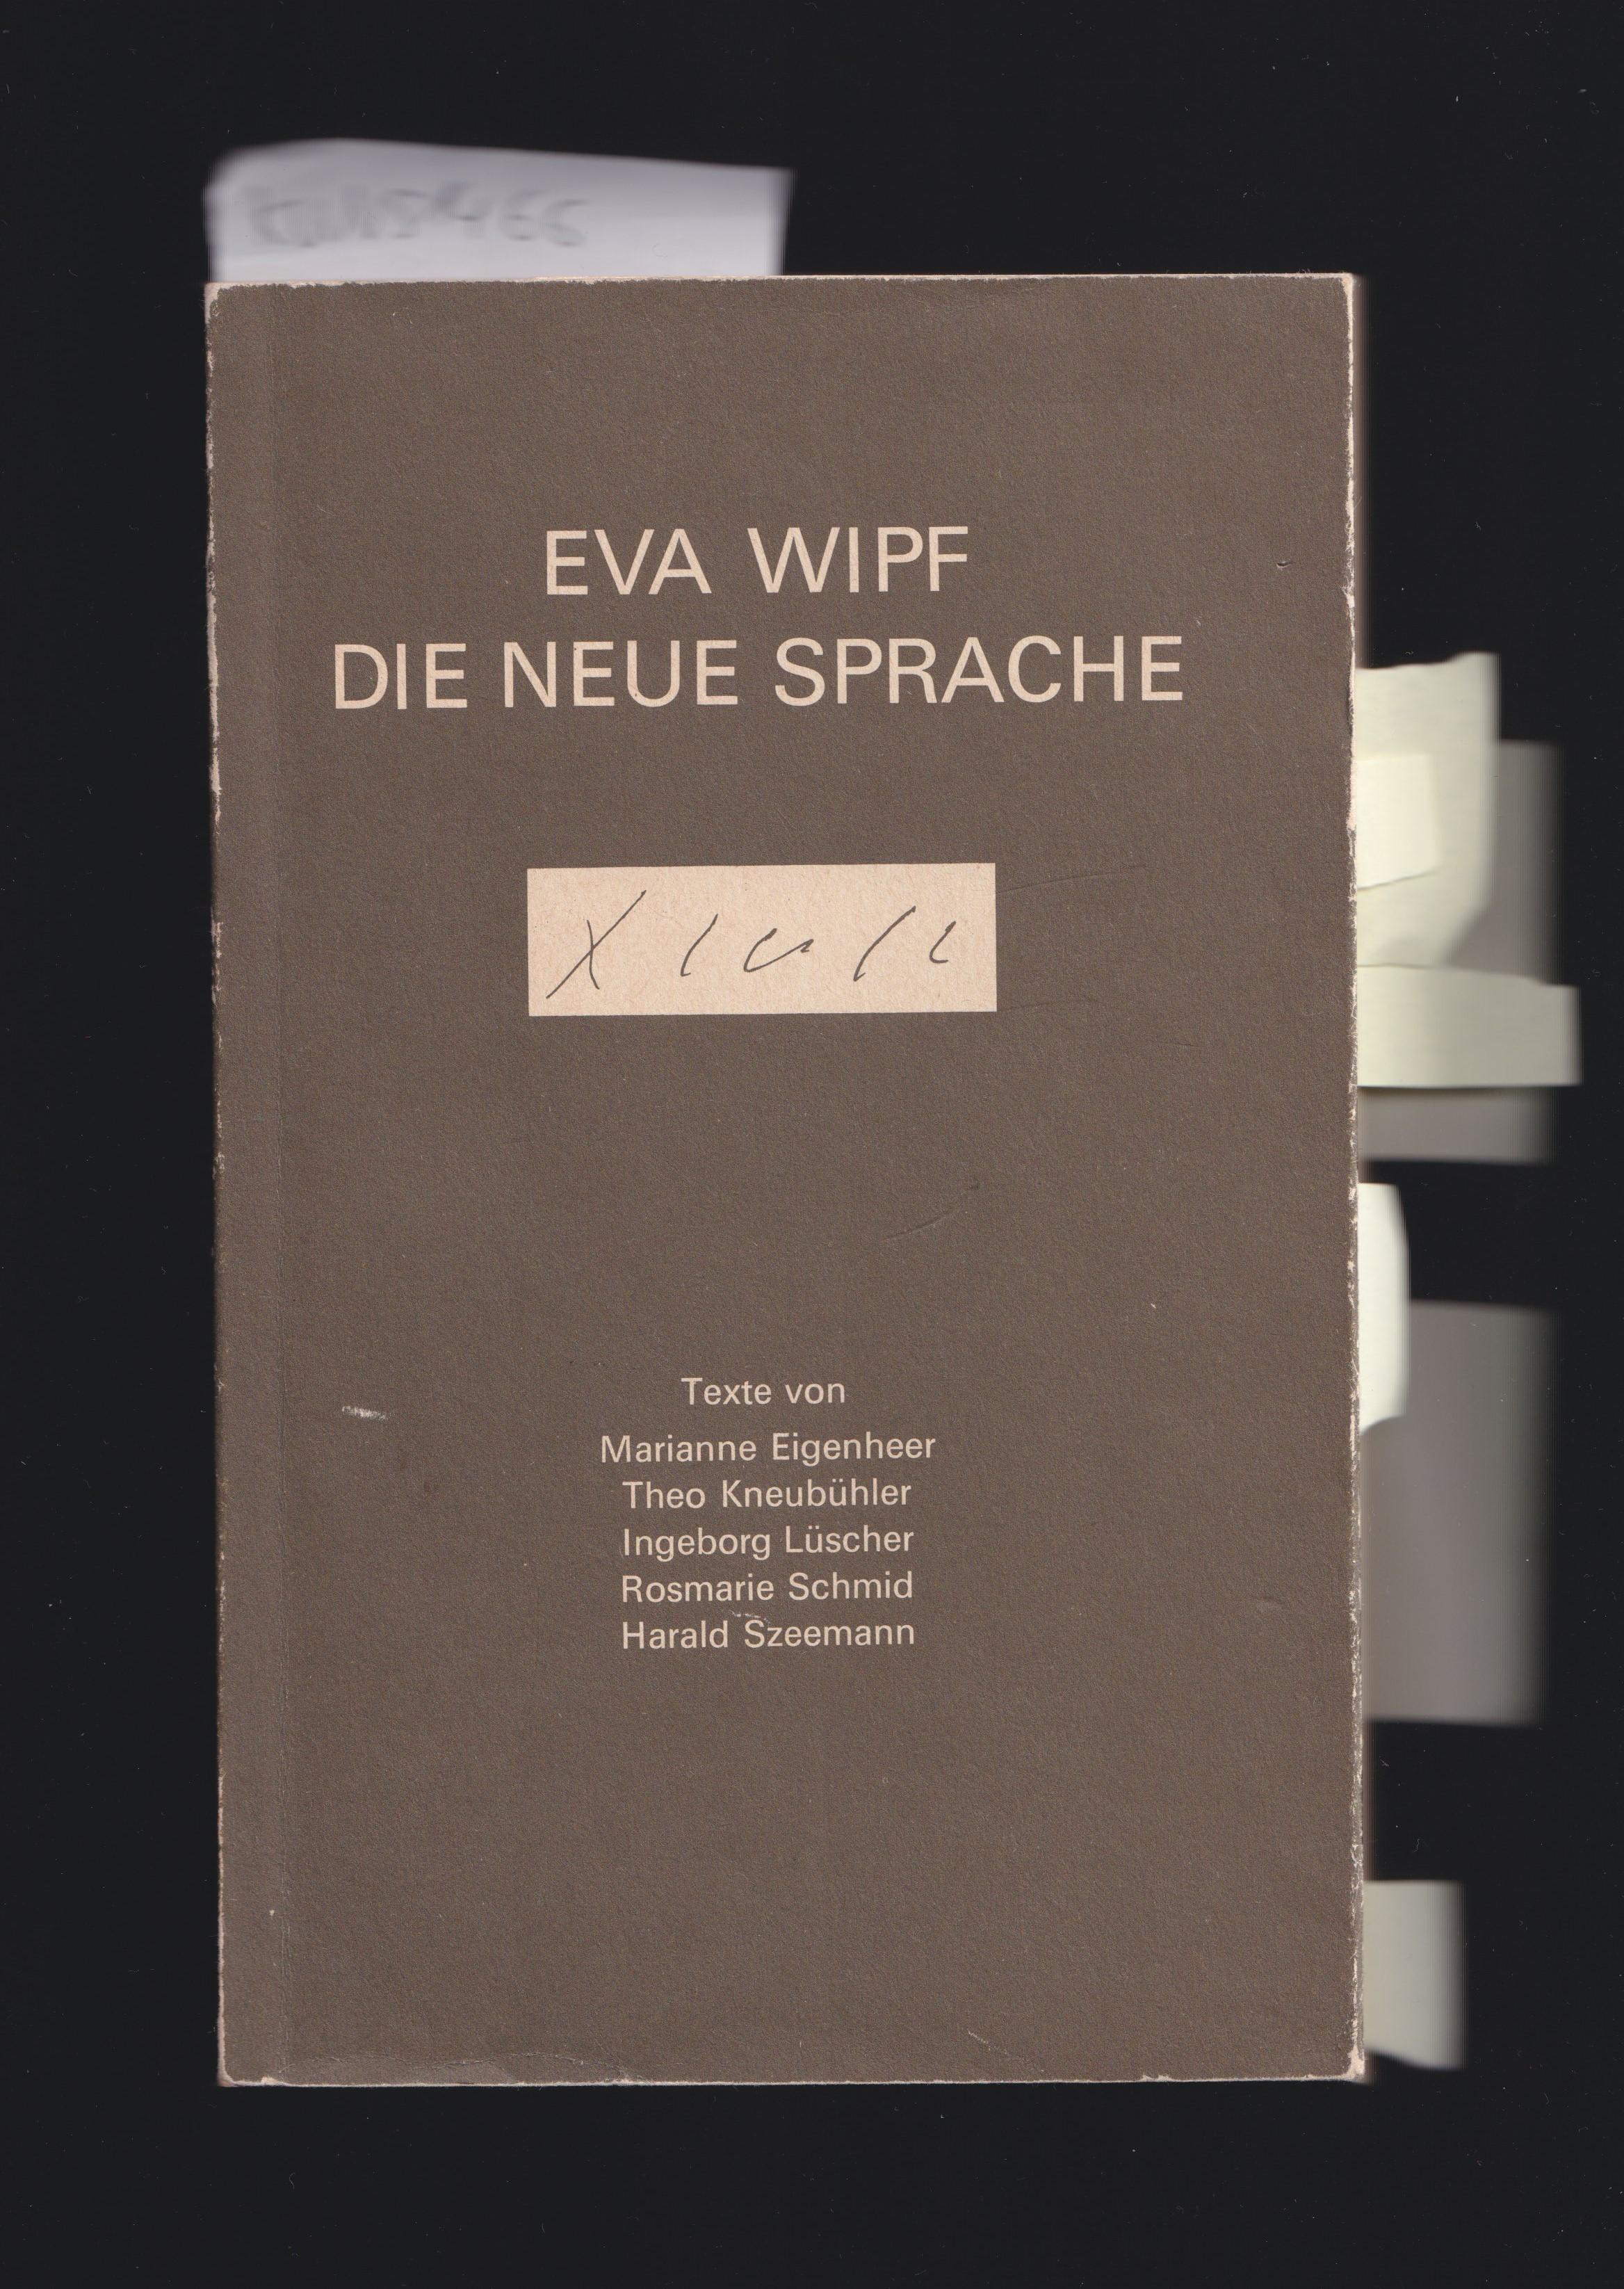 EVA WIPF
DIE NEUE SPRACHE
Texte von
Marianne Eigenheer
Theo Kneubühler
Ingeborg Lüscher
Rosmarie Schmid
Harald Szeemann